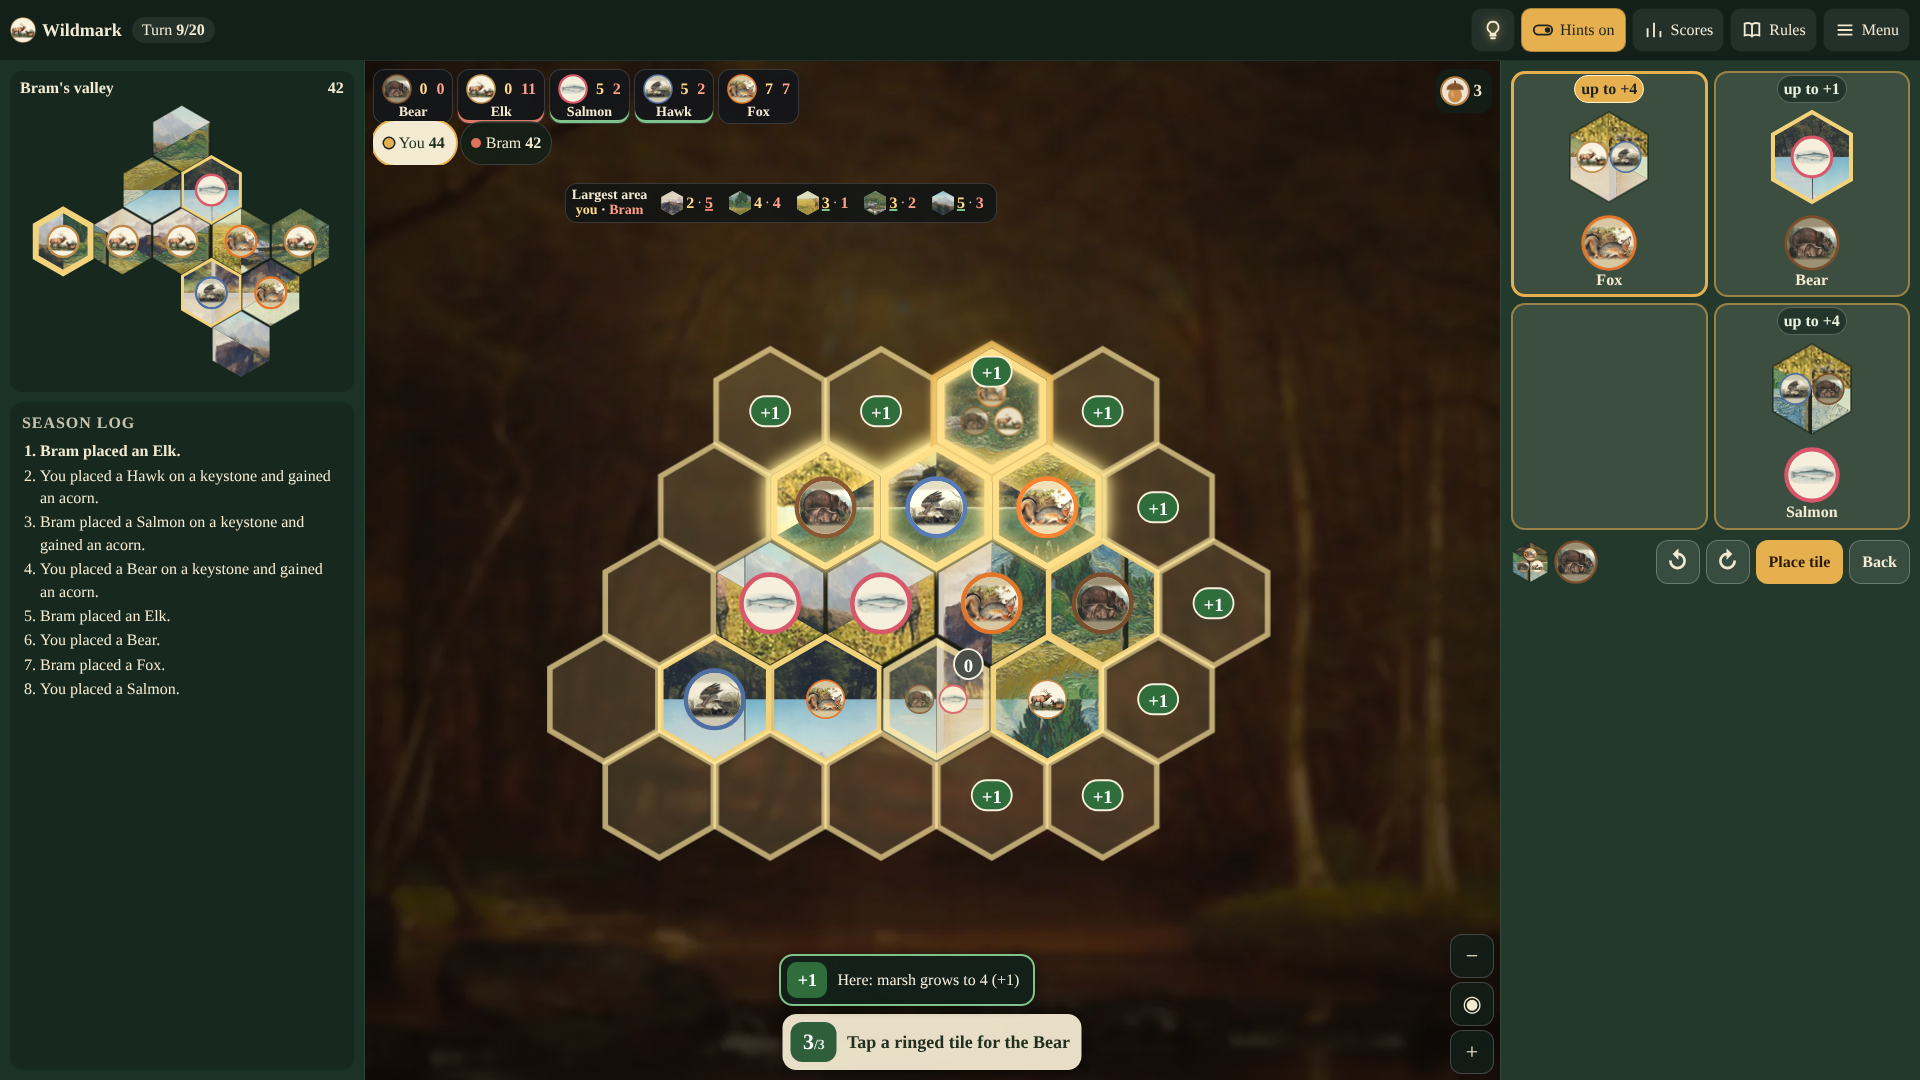 Wildmark
Turn 9/20
Hints on
Scores
Rules
Menu
Bram's valley
42
SEASON LOG
1. Bram placed an Elk.
2. You placed a Hawk on a keystone and gained
an acorn.
3. Bram placed a Salmon on a keystone and
gained an acorn.
4. You placed a Bear on a keystone and gained
an acorn.
5. Bram placed an Elk.
6. You placed a Bear.
7. Bram placed a Fox.
8. You placed a Salmon.
0 0
Bear
0 11
Elk
5 2
Salmon
5 2
Hawk
7 7
Fox
3
You 44
Bram 42
Largest area
you · Bram
2 · 5
4 · 4
3 · 1
3 · 2
5 · 3
+1
+1
+1
+1
+1
+1
0
+1
+1
+1
+1
Here: marsh grows to 4 (+1)
3/3
Tap a ringed tile for the Bear
−
+
up to +4
Fox
up to +1
Bear
up to +4
Salmon
Place tile
Back